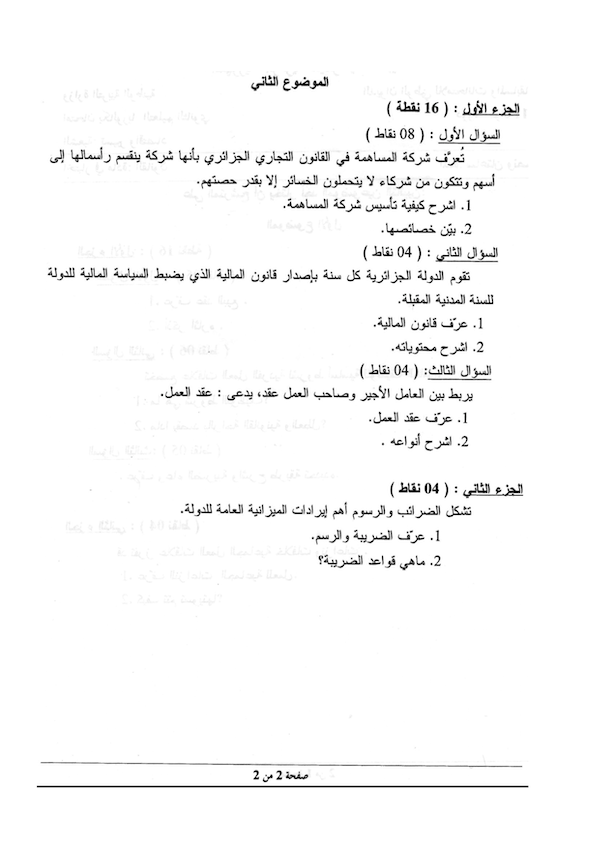 الموضوع الثاني
الجزء الأول : ( 16 نقطة )
السؤال الأول : ( 08 نقاط )
تُعرَّف شركة المساهمة في القانون التجاري الجزائري بأنها شركة ينقسم رأسمالها إلى
أسهم وتتكون من شركاء لا يتحملون الخسائر إلا بقدر حصتهم.
1. اشرح كيفية تأسيس شركة المساهمة.
2. بيّن خصائصها.
السؤال الثاني : ( 04 نقاط )
تقوم الدولة الجزائرية كل سنة بإصدار قانون المالية الذي يضبط السياسة المالية للدولة
للسنة المدنية المقبلة.
1. عرّف قانون المالية.
2. اشرح محتوياته.
السؤال الثالث: ( 04 نقاط )
يربط بين العامل الأجير وصاحب العمل عقد، يدعى : عقد العمل.
1. عرّف عقد العمل.
2. اشرح أنواعه .
الجزء الثاني : ( 04 نقاط )
تشكل الضرائب والرسوم أهم إيرادات الميزانية العامة للدولة.
1. عرّف الضريبة والرسم.
2. ماهي قواعد الضريبة؟
صفحة 2 من 2